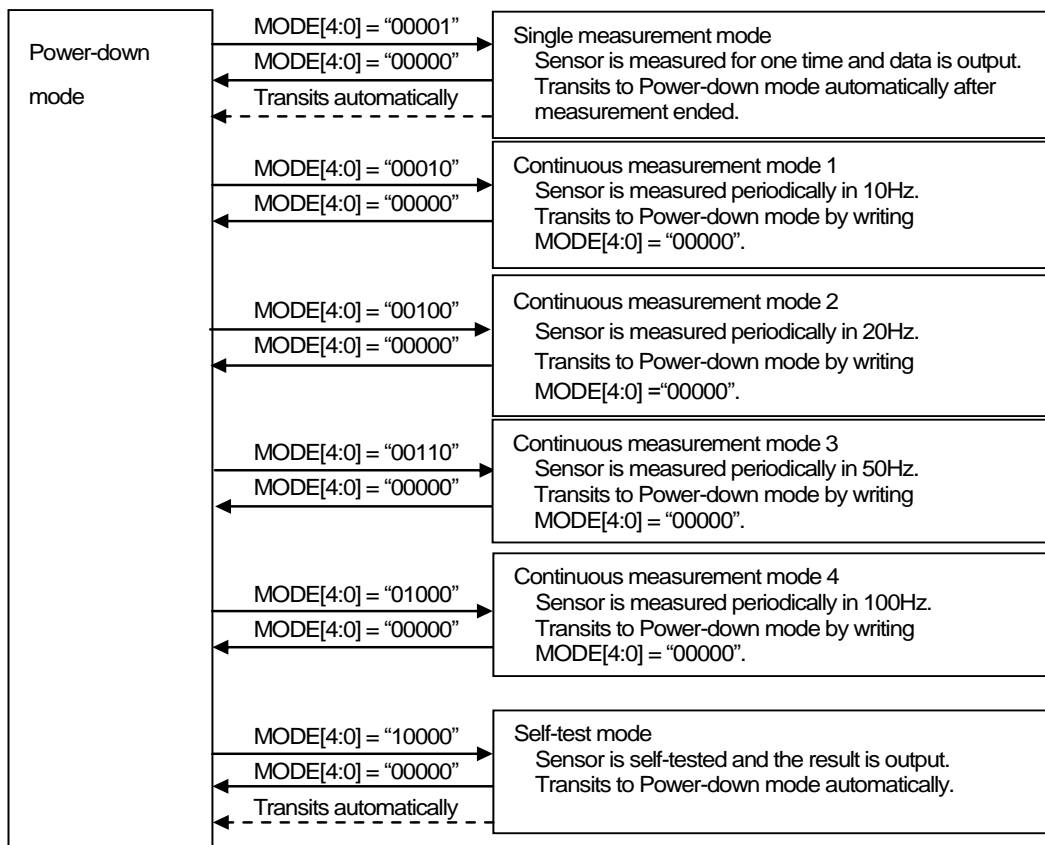 Power-down
mode
MODE[4:0] = “00001”
MODE[4:0] = “00000”
Transits automatically
Single measurement mode
Sensor is measured for one time and data is output.
Transits to Power-down mode automatically after
measurement ended.
MODE[4:0] = “00010”
MODE[4:0] = “00000”
Continuous measurement mode 1
Sensor is measured periodically in 10Hz.
Transits to Power-down mode by writing
MODE[4:0] = “00000”.
MODE[4:0] = “00100”
MODE[4:0] = “00000”
Continuous measurement mode 2
Sensor is measured periodically in 20Hz.
Transits to Power-down mode by writing
MODE[4:0] =“00000”.
MODE[4:0] = “00110”
MODE[4:0] = “00000”
Continuous measurement mode 3
Sensor is measured periodically in 50Hz.
Transits to Power-down mode by writing
MODE[4:0] = “00000”.
MODE[4:0] = “01000”
MODE[4:0] = “00000”
Continuous measurement mode 4
Sensor is measured periodically in 100Hz.
Transits to Power-down mode by writing
MODE[4:0] = “00000”.
MODE[4:0] = “10000”
MODE[4:0] = “00000”
Transits automatically
Self-test mode
Sensor is self-tested and the result is output.
Transits to Power-down mode automatically.